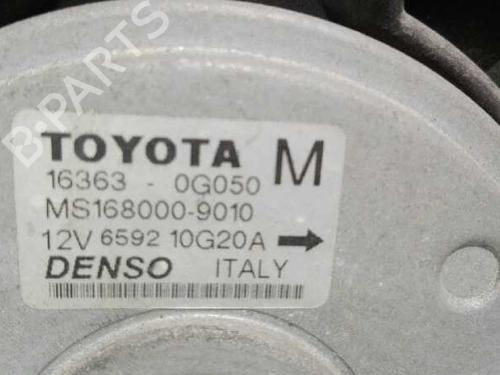 B-PARTS
TOYOTA M
16363 - 0G050
MS168000-9010
12V 6592 10G20A →
DENSO ITALY